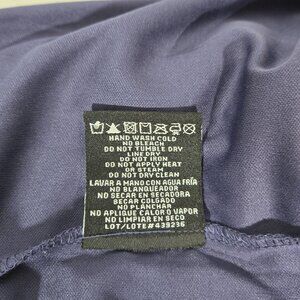 HAND WASH COLD
NO BLEACH
DO NOT TUMBLE DRY
LINE DRY
DO NOT IRON
DO NOT APPLY HEAT
OR STEAM
DO NOT DRY CLEAN
LAVAR A MANO CON AGUA FRÍA
NO BLANQUEADOR
NO SECAR EN SECADORA
SECAR COLGADO
NO PLANCHAR
NO APLIQUE CALOR O VAPOR
NO LIMPIAR EN SECO
LOT/LOTE#439236